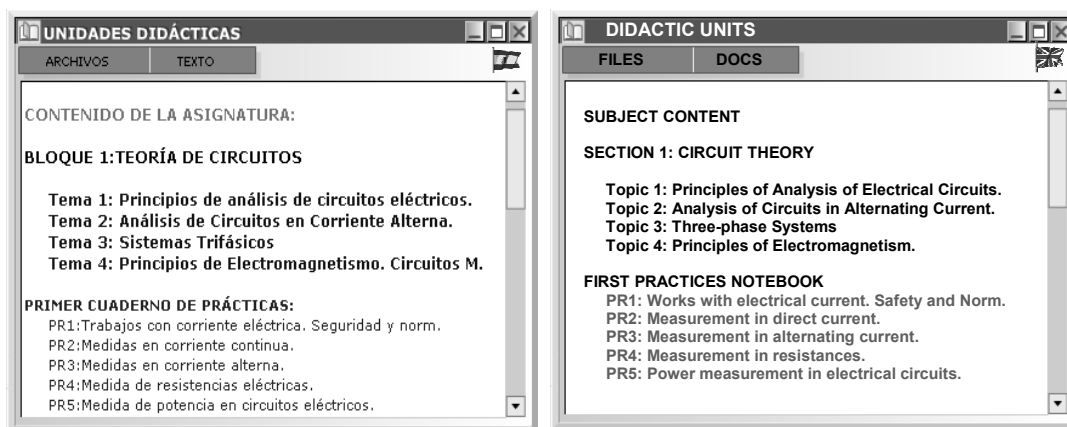 UNIDADES DIDÁCTICAS
ARCHIVOS TEXTO
CONTENIDO DE LA ASIGNATURA:
BLOQUE 1:TEORÍA DE CIRCUITOS
Tema 1: Principios de análisis de circuitos eléctricos.
Tema 2: Análisis de Circuitos en Corriente Alterna.
Tema 3: Sistemas Trifásicos
Tema 4: Principios de Electromagnetismo. Circuitos M.
PRIMER CUADERNO DE PRÁCTICAS:
PR1:Trabajos con corriente eléctrica. Seguridad y norm.
PR2:Medidas en corriente continua.
PR3:Medidas en corriente alterna.
PR4:Medida de resistencias eléctricas.
PR5:Medida de potencia en circuitos eléctricos.
DIDACTIC UNITS
FILES DOCS
SUBJECT CONTENT
SECTION 1: CIRCUIT THEORY
Topic 1: Principles of Analysis of Electrical Circuits.
Topic 2: Analysis of Circuits in Alternating Current.
Topic 3: Three-phase Systems
Topic 4: Principles of Electromagnetism.
FIRST PRACTICES NOTEBOOK
PR1: Works with electrical current. Safety and Norm.
PR2: Measurement in direct current.
PR3: Measurement in alternating current.
PR4: Measurement in resistances.
PR5: Power measurement in electrical circuits.